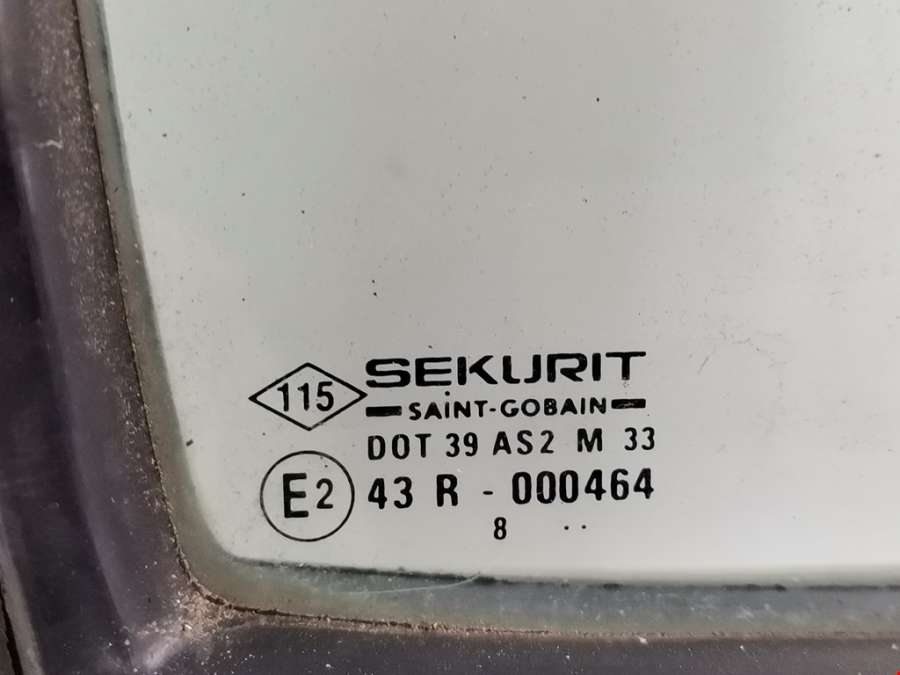 115
SEKURIT
SAINT-GOBAIN
DOT 39 AS2 M 33
E2 43 R - 000464
8 ..